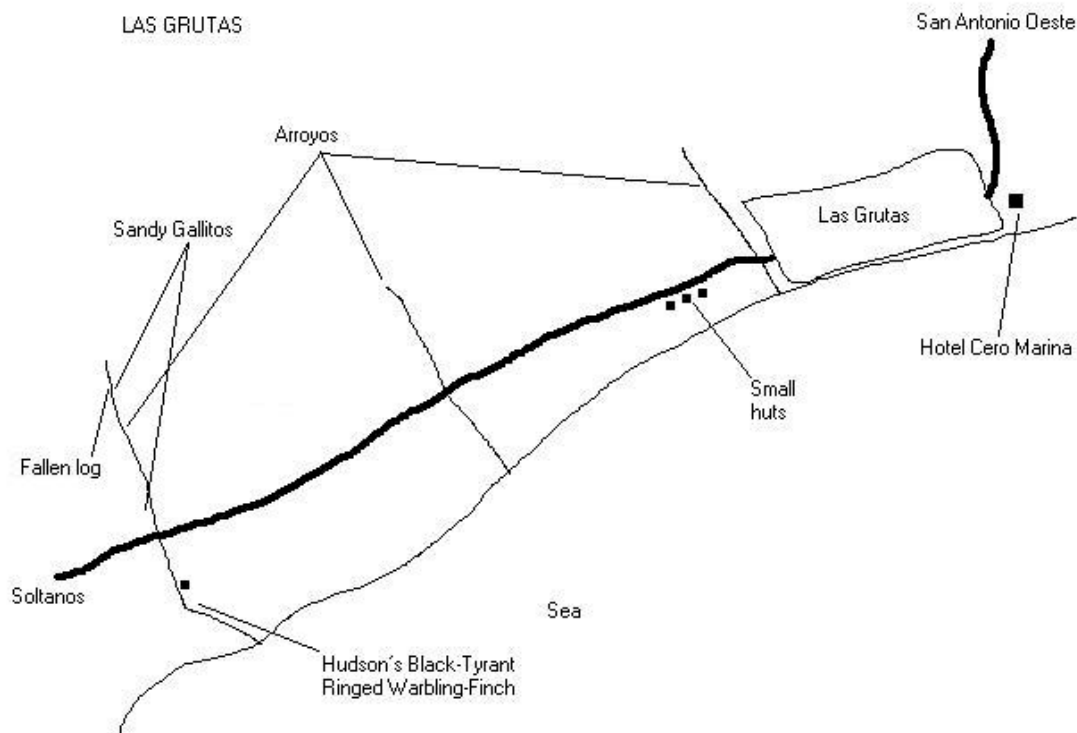 LAS GRUTAS
San Antonio Oeste
Arroyos
Sandy Gallitos
Las Grutas
Hotel Cero Marina
Small
huts
Fallen log
Soltanos
Sea
Hudson´s Black-Tyrant
Ringed Warbling-Finch